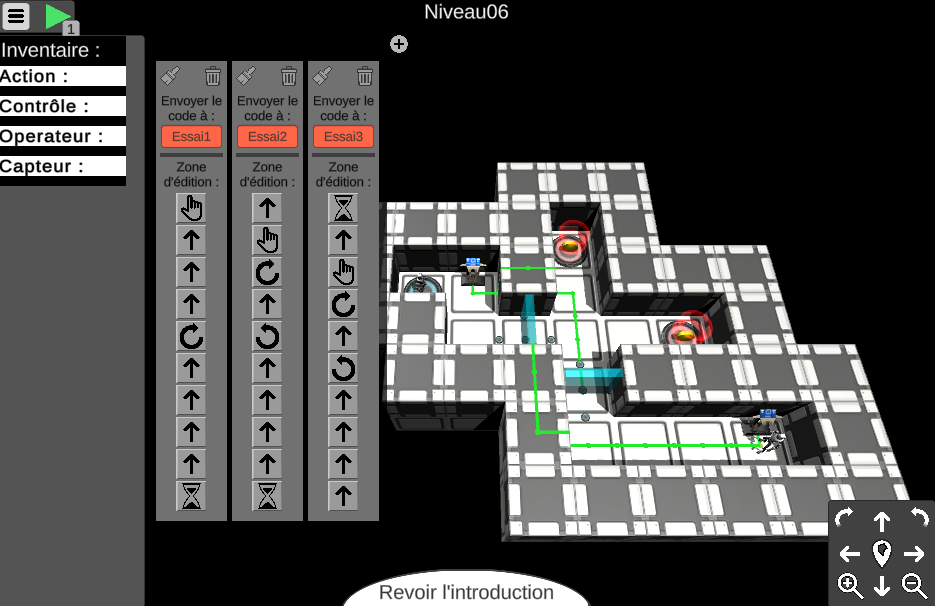 Niveau06
1
Inventaire :
Action :
Contrôle :
Operateur :
Capteur :
Envoyer le
code à :
Essai1
Zone
d'édition :
Envoyer le
code à :
Essai2
Zone
d'édition :
Envoyer le
code à :
Essai3
Zone
d'édition :
Revoir l'introduction